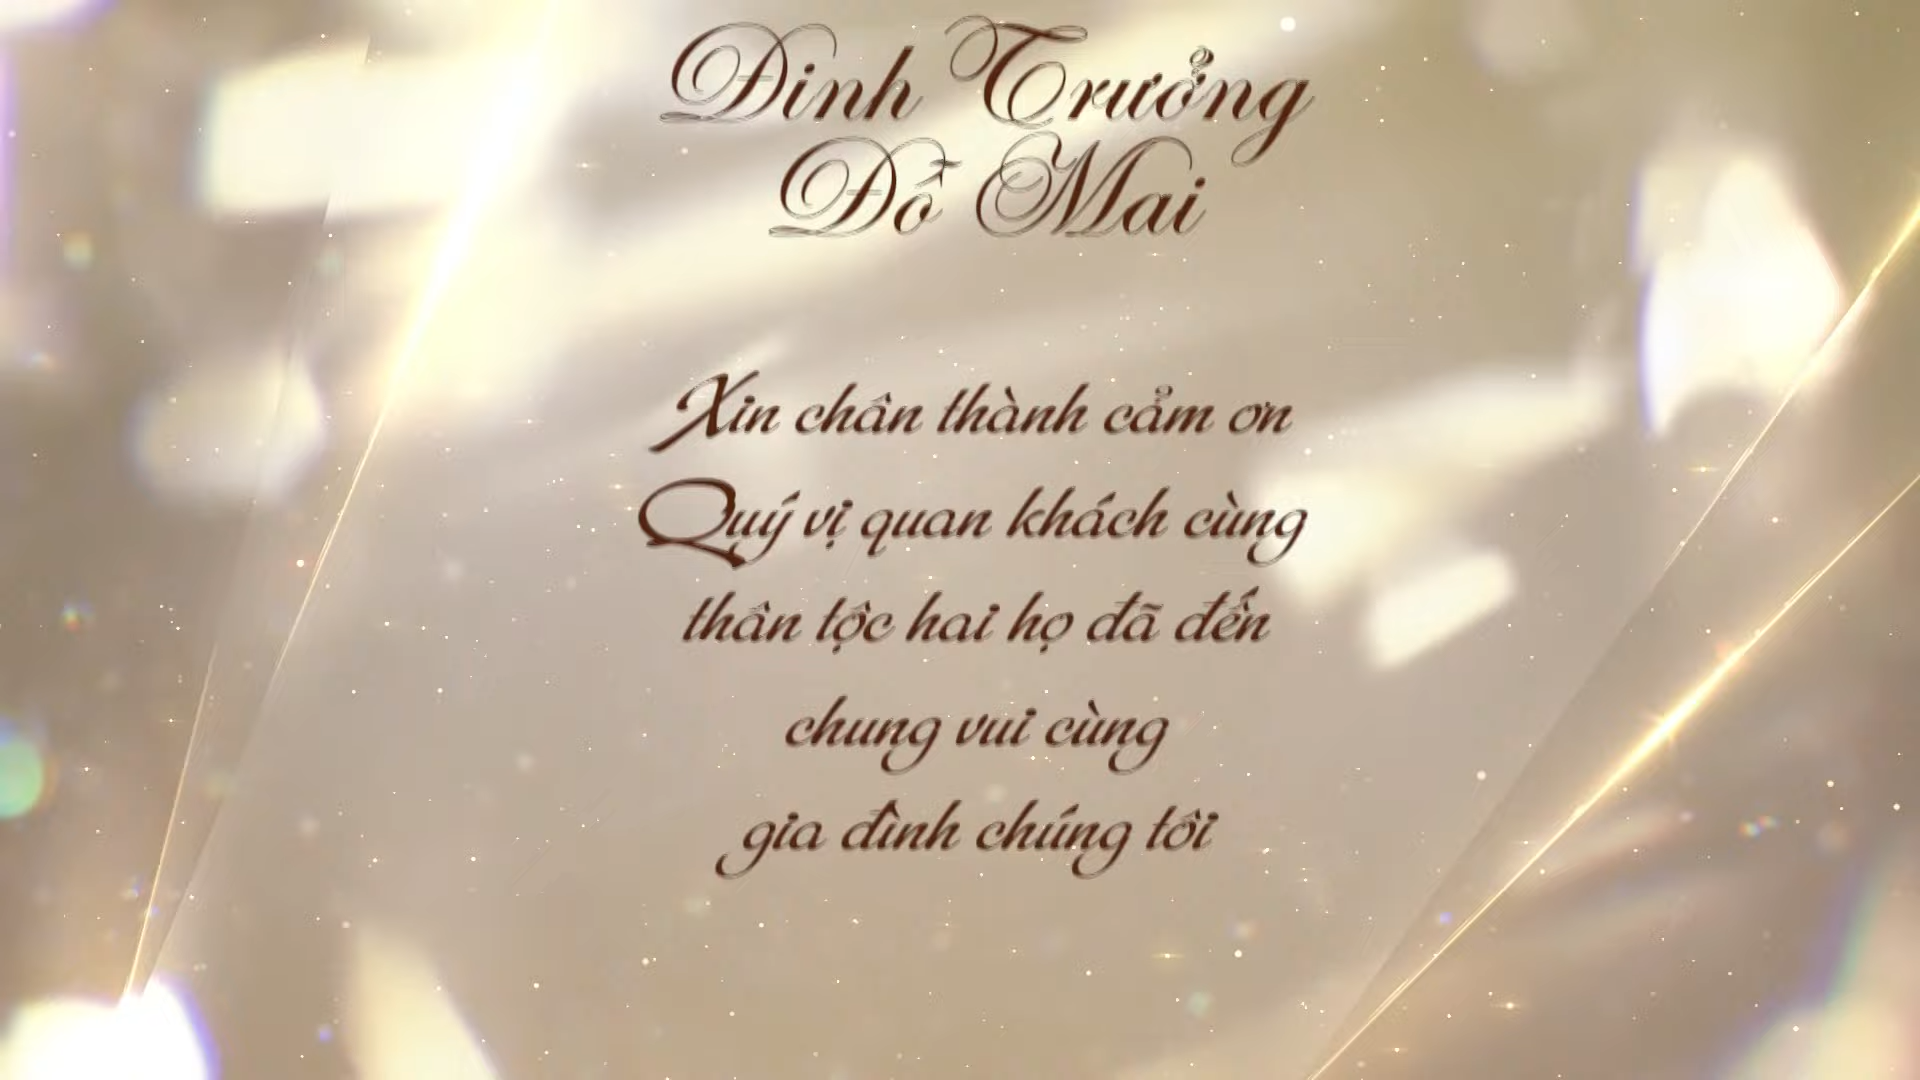 Đinh Trưởng
Đỗ Mai
Xin chân thành cảm ơn
Quý vị quan khách cùng
thân tộc hai họ đã đến
chung vui cùng
gia đình chúng tôi